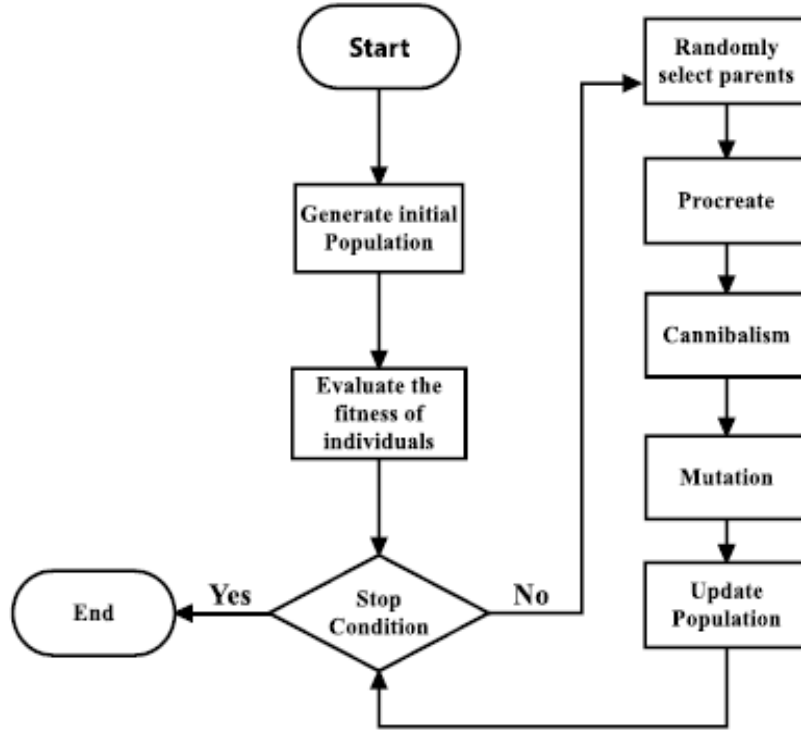 Start
Generate initial
Population
Evaluate the
fitness of
individuals
Stop
Condition
Yes
End
No
Randomly
select parents
Procreate
Cannibalism
Mutation
Update
Population